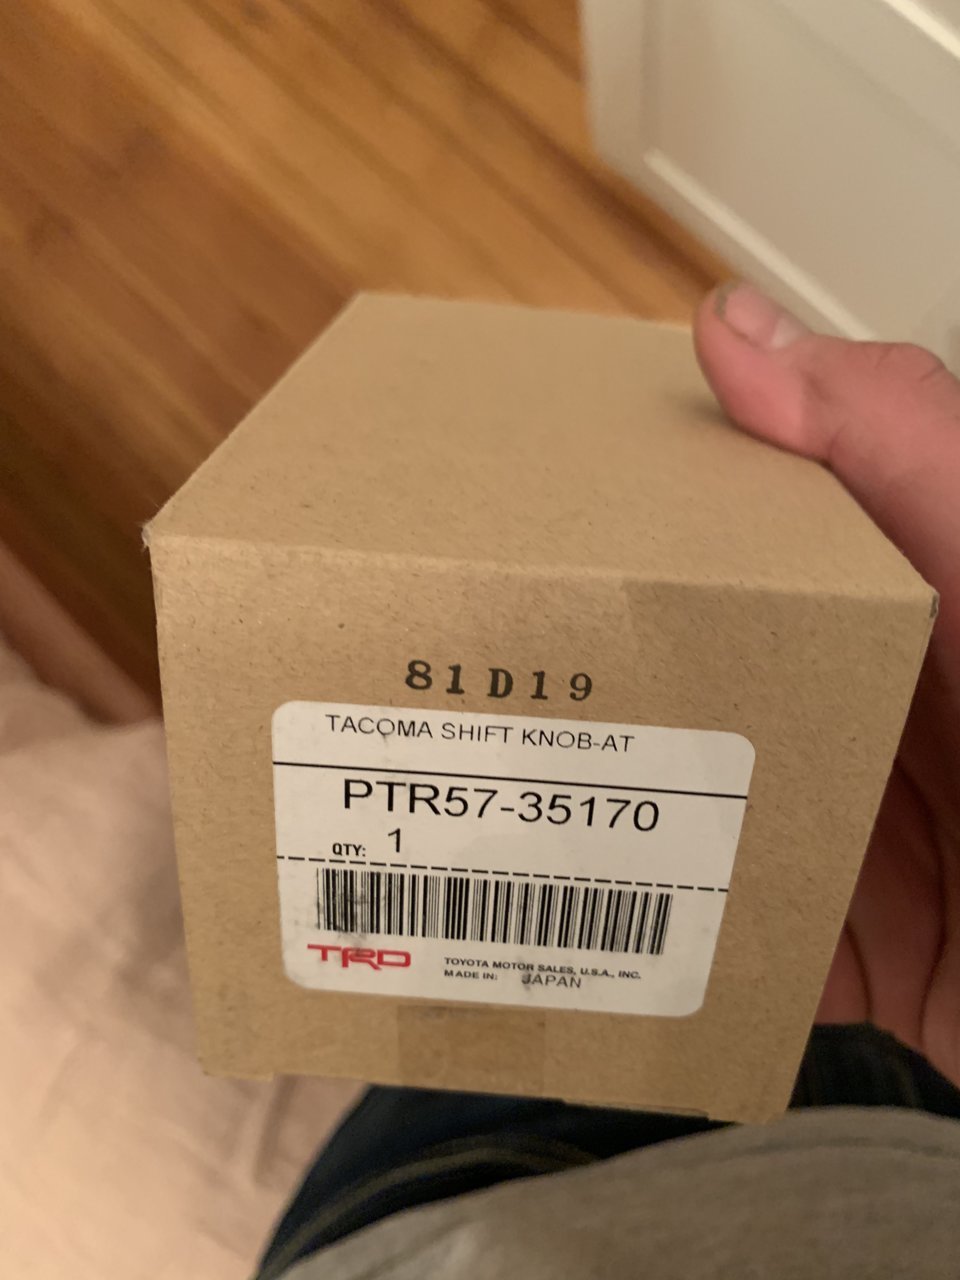 81D19
TACOMA SHIFT KNOB-AT
PTR57-35170
QTY: 1
TRD
TOYOTA MOTOR SALES, U.S.A., INC.
MADE IN: JAPAN